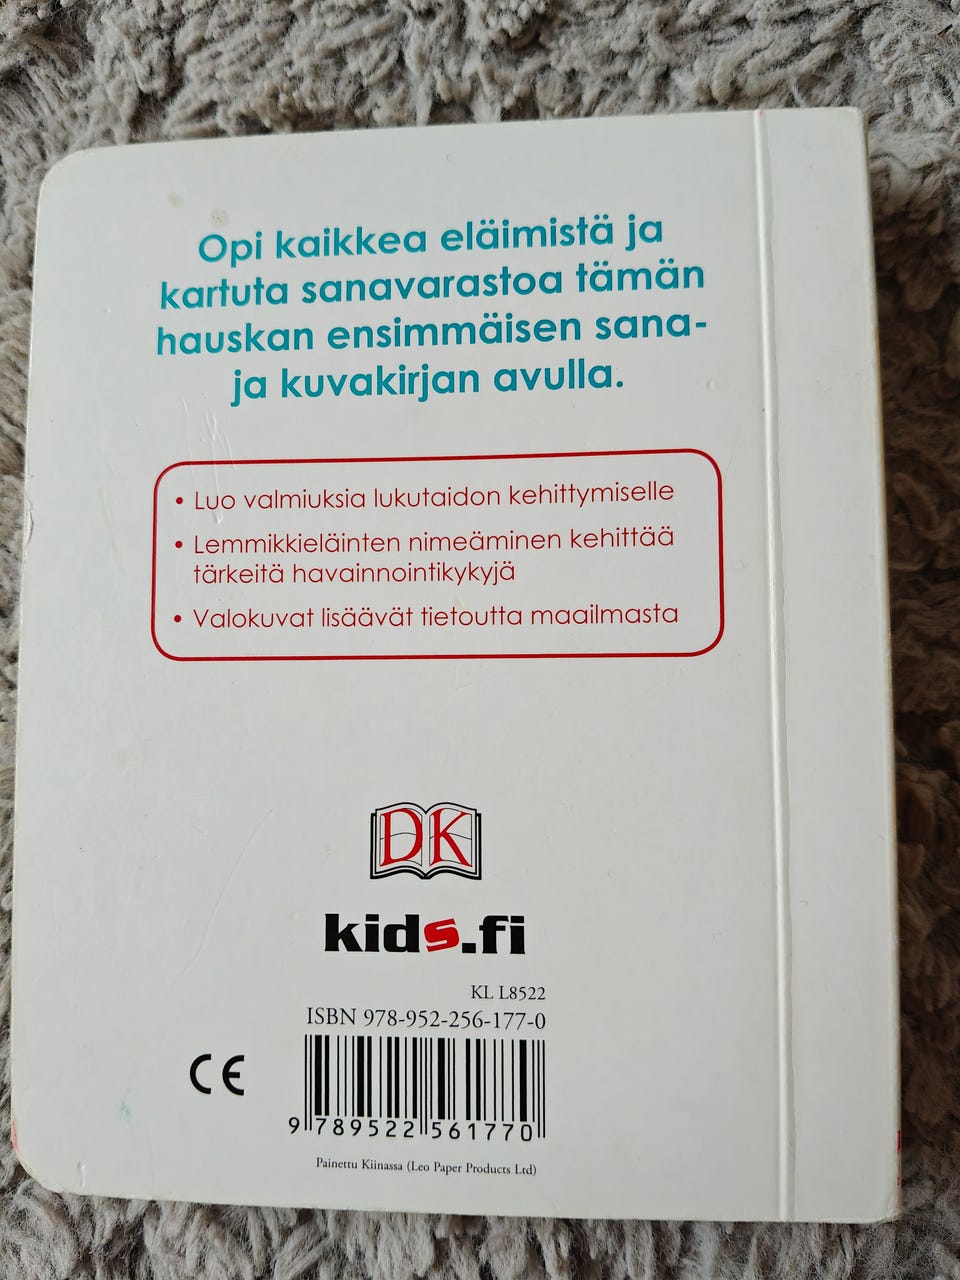 Opi kaikkea eläimistä ja
kartuta sanavarastoa tämän
hauskan ensimmäisen sana-
ja kuvakirjan avulla.
• Luo valmiuksia lukutaidon kehittymiselle
• Lemmikkieläinten nimeäminen kehittää
tärkeitä havainnointikykyjä
• Valokuvat lisäävät tietoutta maailmasta
DK
kids.fi
KL L8522
ISBN 978-952-256-177-0
CE
9 789522 561770
Painettu Kiinassa (Leo Paper Products Ltd)